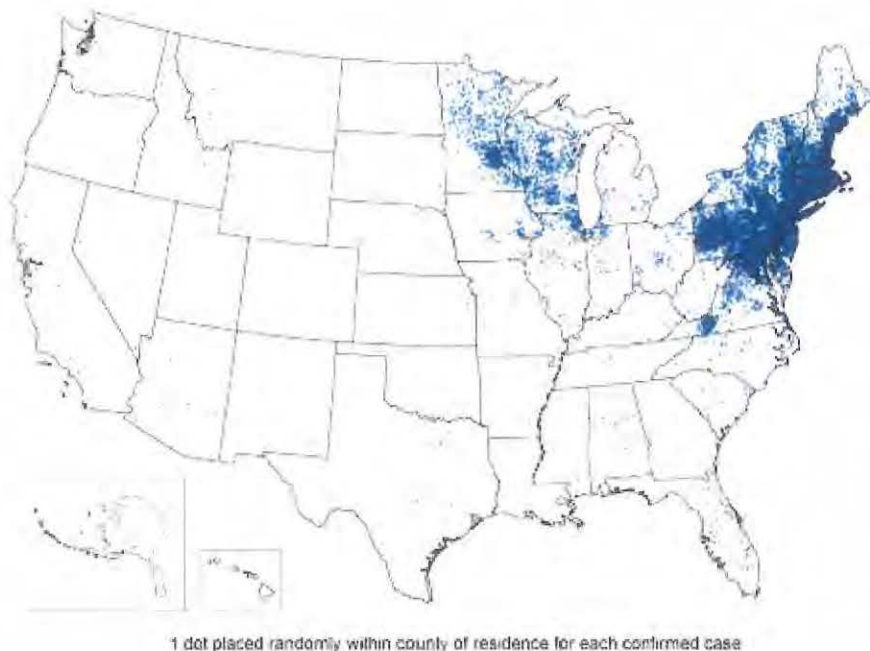 1 dot placed randomly within county of residence for each confirmed case